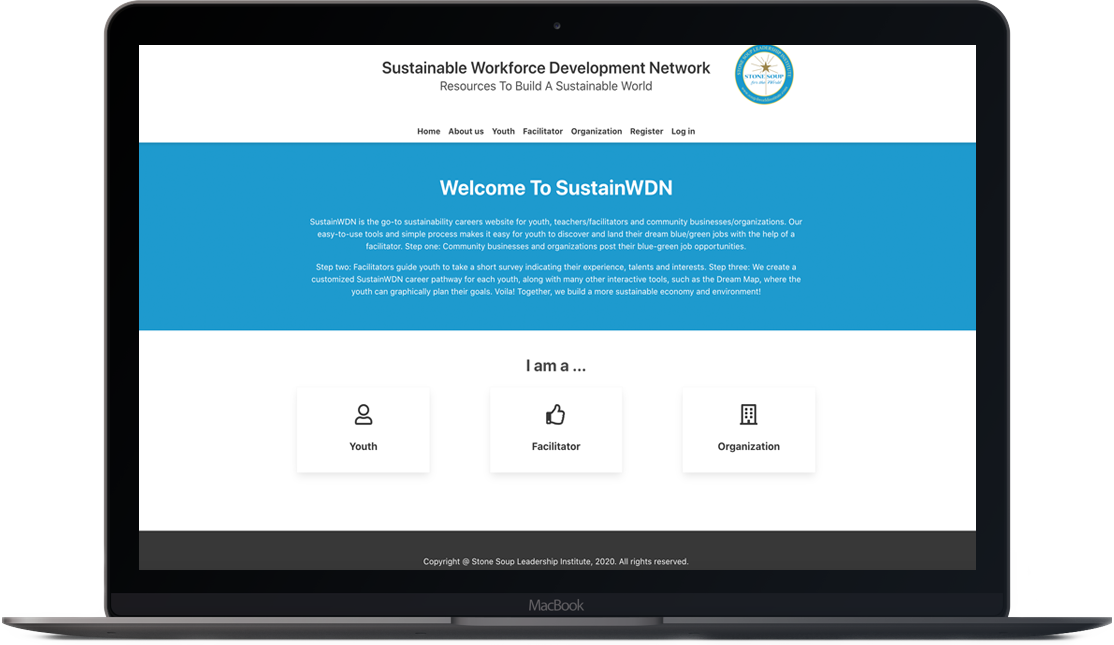 Sustainable Workforce Development Network
Resources To Build A Sustainable World
STONE SOUP
Home About us Youth Facilitator Organization Register Log in
Welcome To SustainWDN
SustainWDN is the go-to sustainability careers website for youth, teachers/facilitators and community businesses/organizations. Our
easy-to-use tools and simple process makes it easy for youth to discover and land their dream blue/green jobs with the help of a
facilitator. Step one: Community businesses and organizations post their blue-green job opportunities.
Step two: Facilitators guide youth to take a short survey indicating their experience, talents and interests. Step three: We create a
customized SustainWDN career pathway for each youth, along with many other interactive tools, such as the Dream Map, where the
youth can graphically plan their goals. Voila! Together, we build a more sustainable economy and environment!
I am a ...
Youth Facilitator Organization
Copyright @ Stone Soup Leadership Institute, 2020. All rights reserved.
MacBook